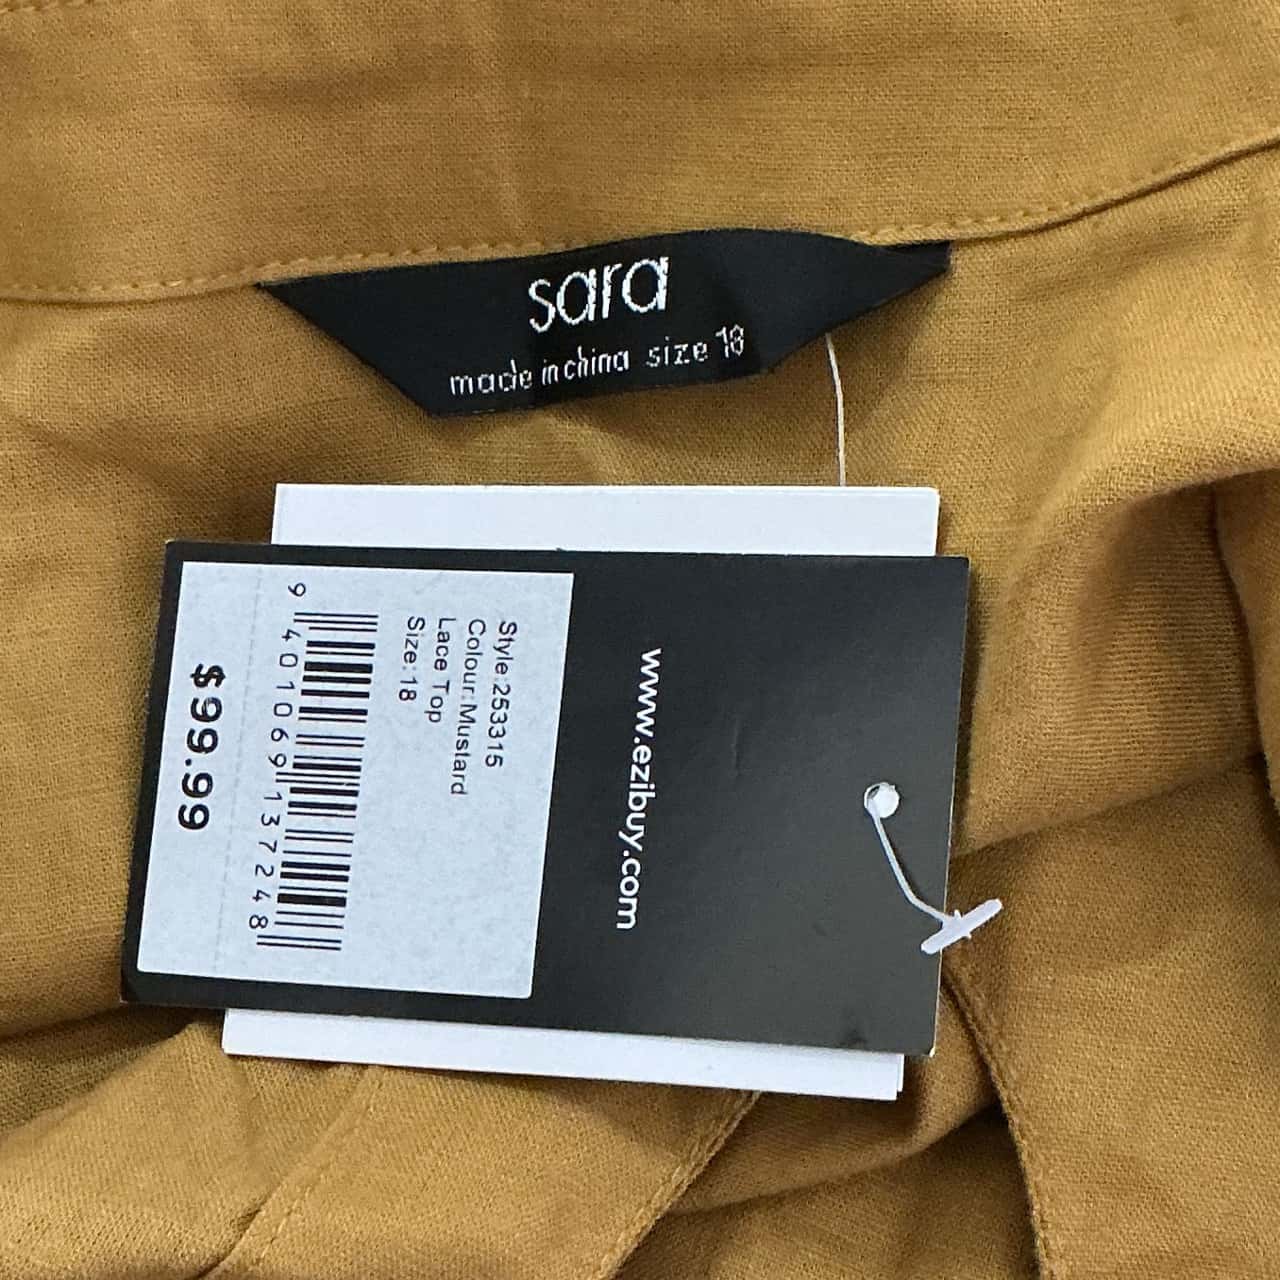 sara
made in china size 18
www.ezibuy.com
Style:253315
Colour:Mustard
Lace Top
Size:18
9 401069 137248
$99.99